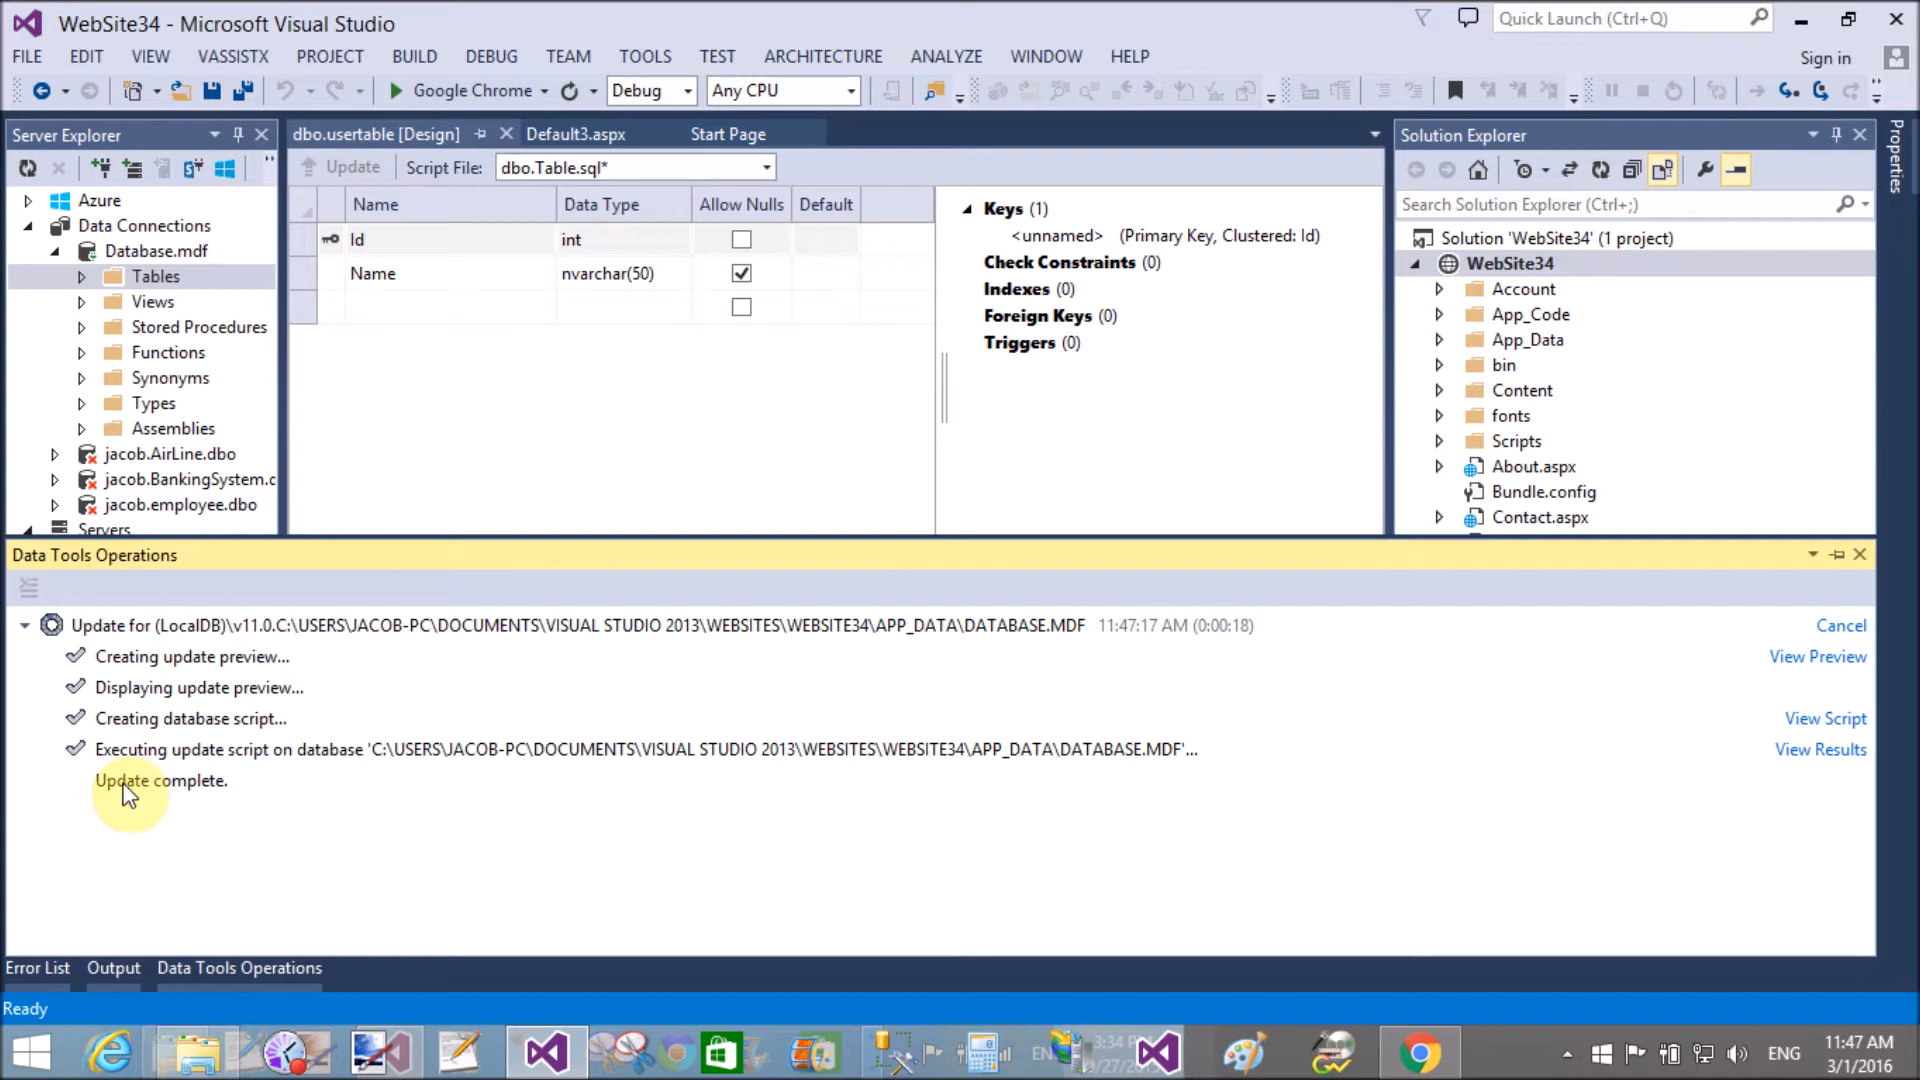 WebSite34 - Microsoft Visual Studio
Quick Launch (Ctrl+Q)
FILE EDIT VIEW VASSISTX PROJECT BUILD DEBUG TEAM TOOLS TEST ARCHITECTURE ANALYZE WINDOW HELP
Sign in
Google Chrome Debug Any CPU
Server Explorer
Azure
Data Connections
Database.mdf
Tables
Views
Stored Procedures
Functions
Synonyms
Types
Assemblies
jacob.AirLine.dbo
jacob.BankingSystem.c
jacob.employee.dbo
Servers
dbo.usertable [Design] Default3.aspx Start Page
Update Script File: dbo.Table.sql*
Name Data Type Allow Nulls Default
Id int
Name nvarchar(50)
Keys (1)
<unnamed> (Primary Key, Clustered: Id)
Check Constraints (0)
Indexes (0)
Foreign Keys (0)
Triggers (0)
Solution Explorer
Search Solution Explorer (Ctrl+;)
Solution 'WebSite34' (1 project)
WebSite34
Account
App_Code
App_Data
bin
Content
fonts
Scripts
About.aspx
Bundle.config
Contact.aspx
Properties
Data Tools Operations
Update for (LocalDB)\v11.0.C:\USERS\JACOB-PC\DOCUMENTS\VISUAL STUDIO 2013\WEBSITES\WEBSITE34\APP_DATA\DATABASE.MDF 11:47:17 AM (0:00:18) Cancel
Creating update preview... View Preview
Displaying update preview...
Creating database script... View Script
Executing update script on database 'C:\USERS\JACOB-PC\DOCUMENTS\VISUAL STUDIO 2013\WEBSITES\WEBSITE34\APP_DATA\DATABASE.MDF'... View Results
Update complete.
Error List Output Data Tools Operations
Ready
ENG
11:47 AM
3/1/2016